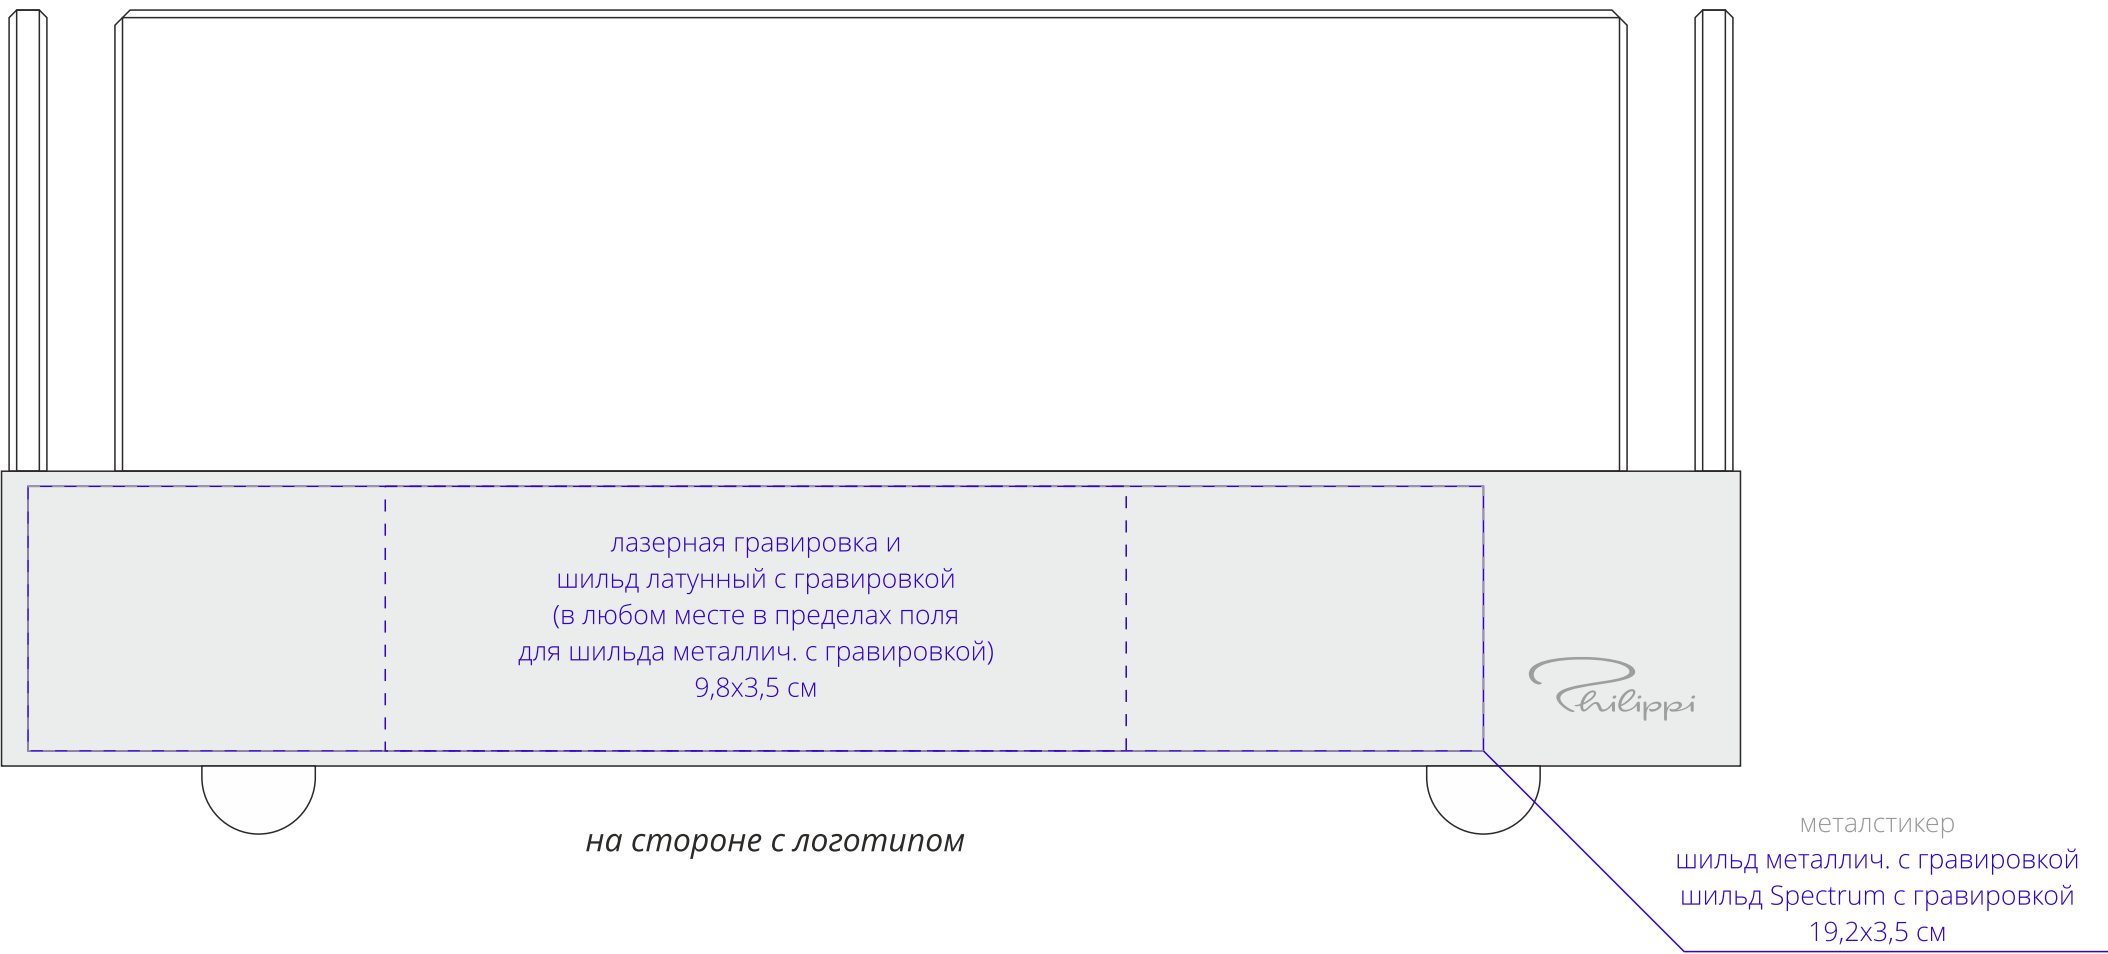 лазерная гравировка и
шильд латунный с гравировкой
(в любом месте в пределах поля
для шильда металлич. с гравировкой)
9,8х3,5 см
Philippi
на стороне с логотипом
металстикер
шильд металлич. с гравировкой
шильд Spectrum с гравировкой
19,2х3,5 см